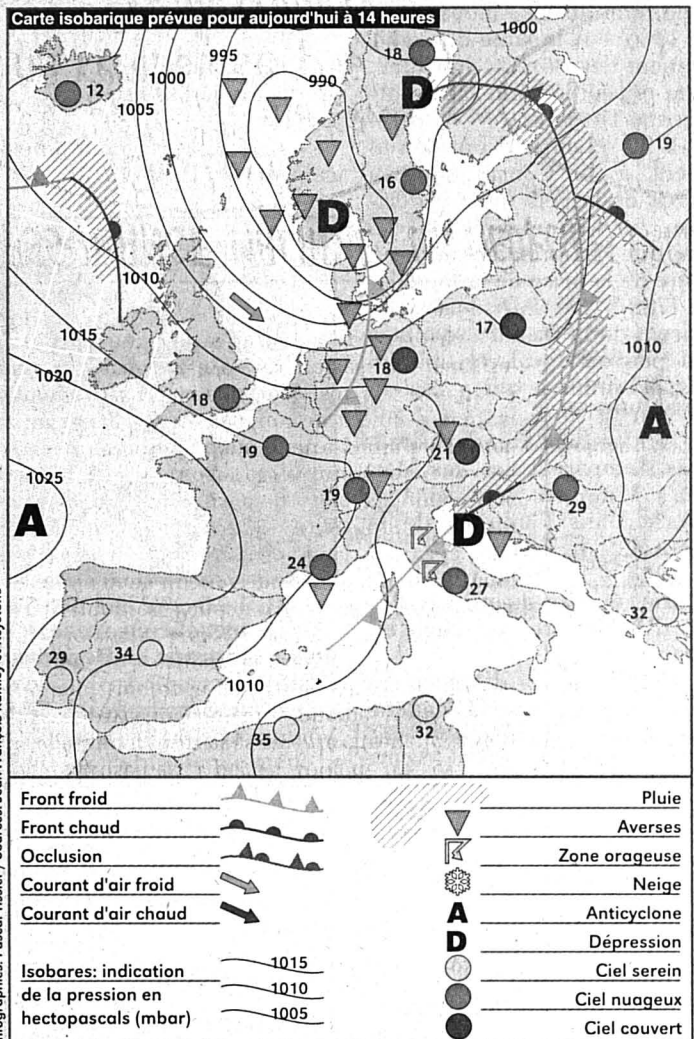 Carte isobarique prévue pour aujourd'hui à 14 heures
1000
18
995
D
1000
990
12
1005
19
16
D
1010
17
1015
1010
18
1020
A
18
19
21
1025
19
29
A
D
24
27
32
34
29
1010
32
35
Front froid
Front chaud
Occlusion
Courant d'air froid
Courant d'air chaud
Isobares: indication
de la pression en
hectopascals (mbar)
1015
1010
1005
Pluie
Averses
Zone orageuse
Neige
A Anticyclone
D Dépression
Ciel serein
Ciel nuageux
Ciel couvert